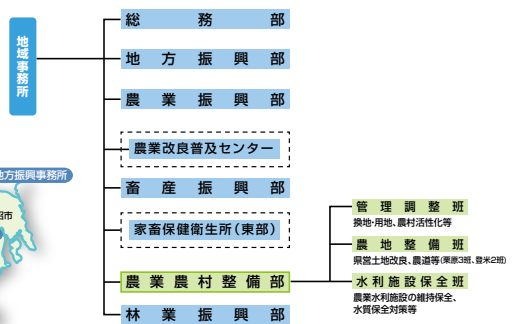 地域事務所
総務部
地方振興部
農業振興部
農業改良普及センター
畜産振興部
家畜保健衛生所(東部)
農業農村整備部
林業振興部
管理調整班
換地・用地、農村活性化等
農地整備班
県営土地改良、農道等(栗原3班、登米2班)
水利施設保全班
農業水利施設の維持保全、
水質保全対策等
地方振興事務所
沼市